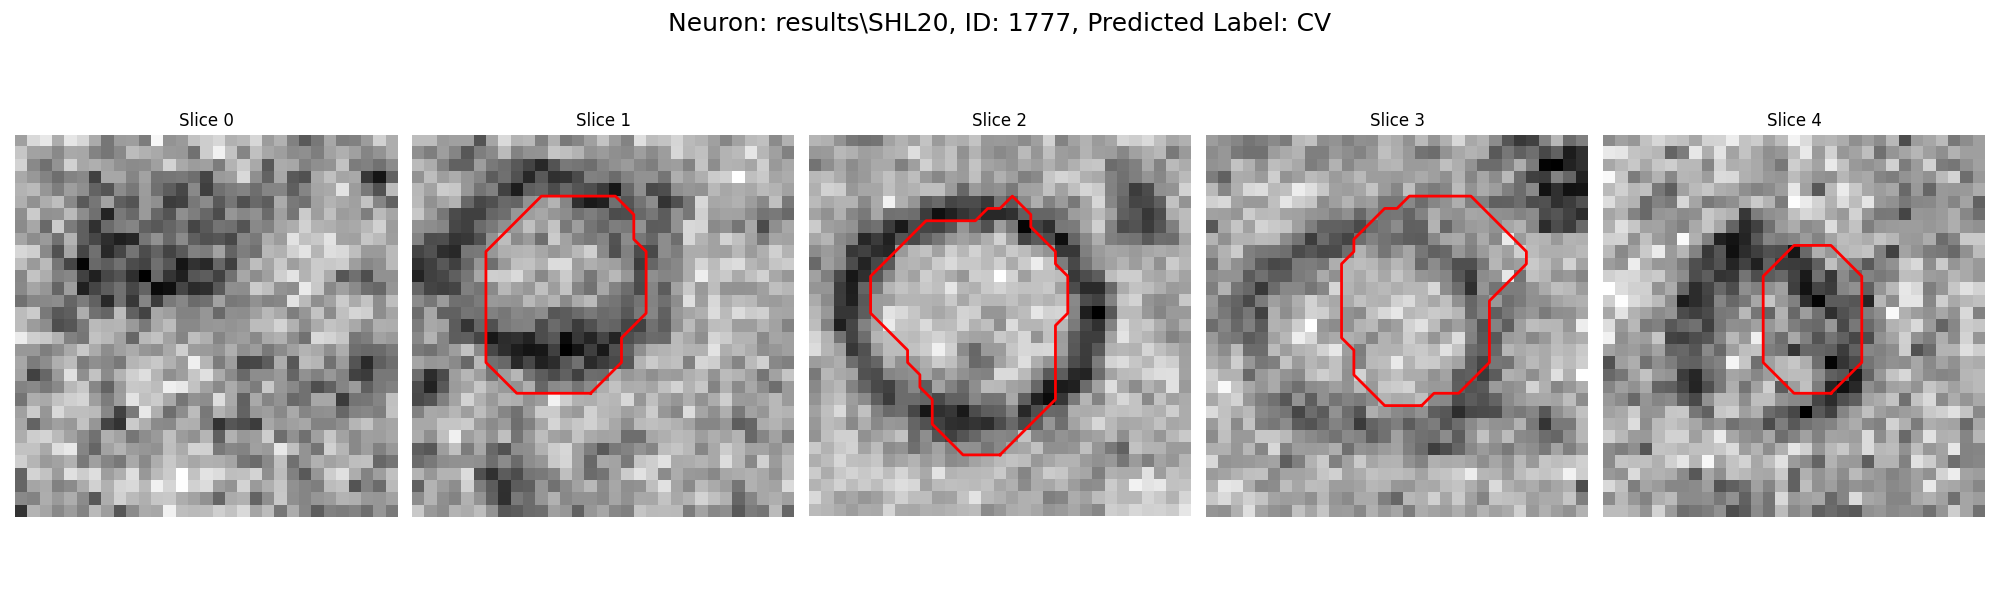 Neuron: results\SHL20, ID: 1777, Predicted Label: CV
Slice 0
Slice 1
Slice 2
Slice 3
Slice 4